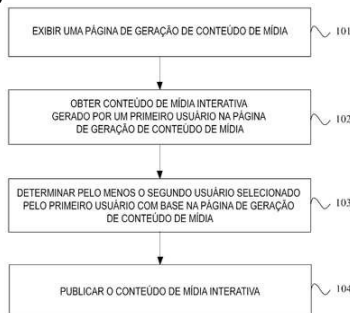 EXIBIR UMA PÁGINA DE GERAÇÃO DE CONTEÚDO DE MÍDIA
101
OBTER CONTEÚDO DE MÍDIA INTERATIVA
GERADO POR UM PRIMEIRO USUÁRIO NA PÁGINA
DE GERAÇÃO DE CONTEÚDO DE MÍDIA
102
DETERMINAR PELO MENOS O SEGUNDO USUÁRIO SELECIONADO
PELO PRIMEIRO USUÁRIO COM BASE NA PÁGINA DE GERAÇÃO
DE CONTEÚDO DE MÍDIA
103
PUBLICAR O CONTEÚDO DE MÍDIA INTERATIVA
104